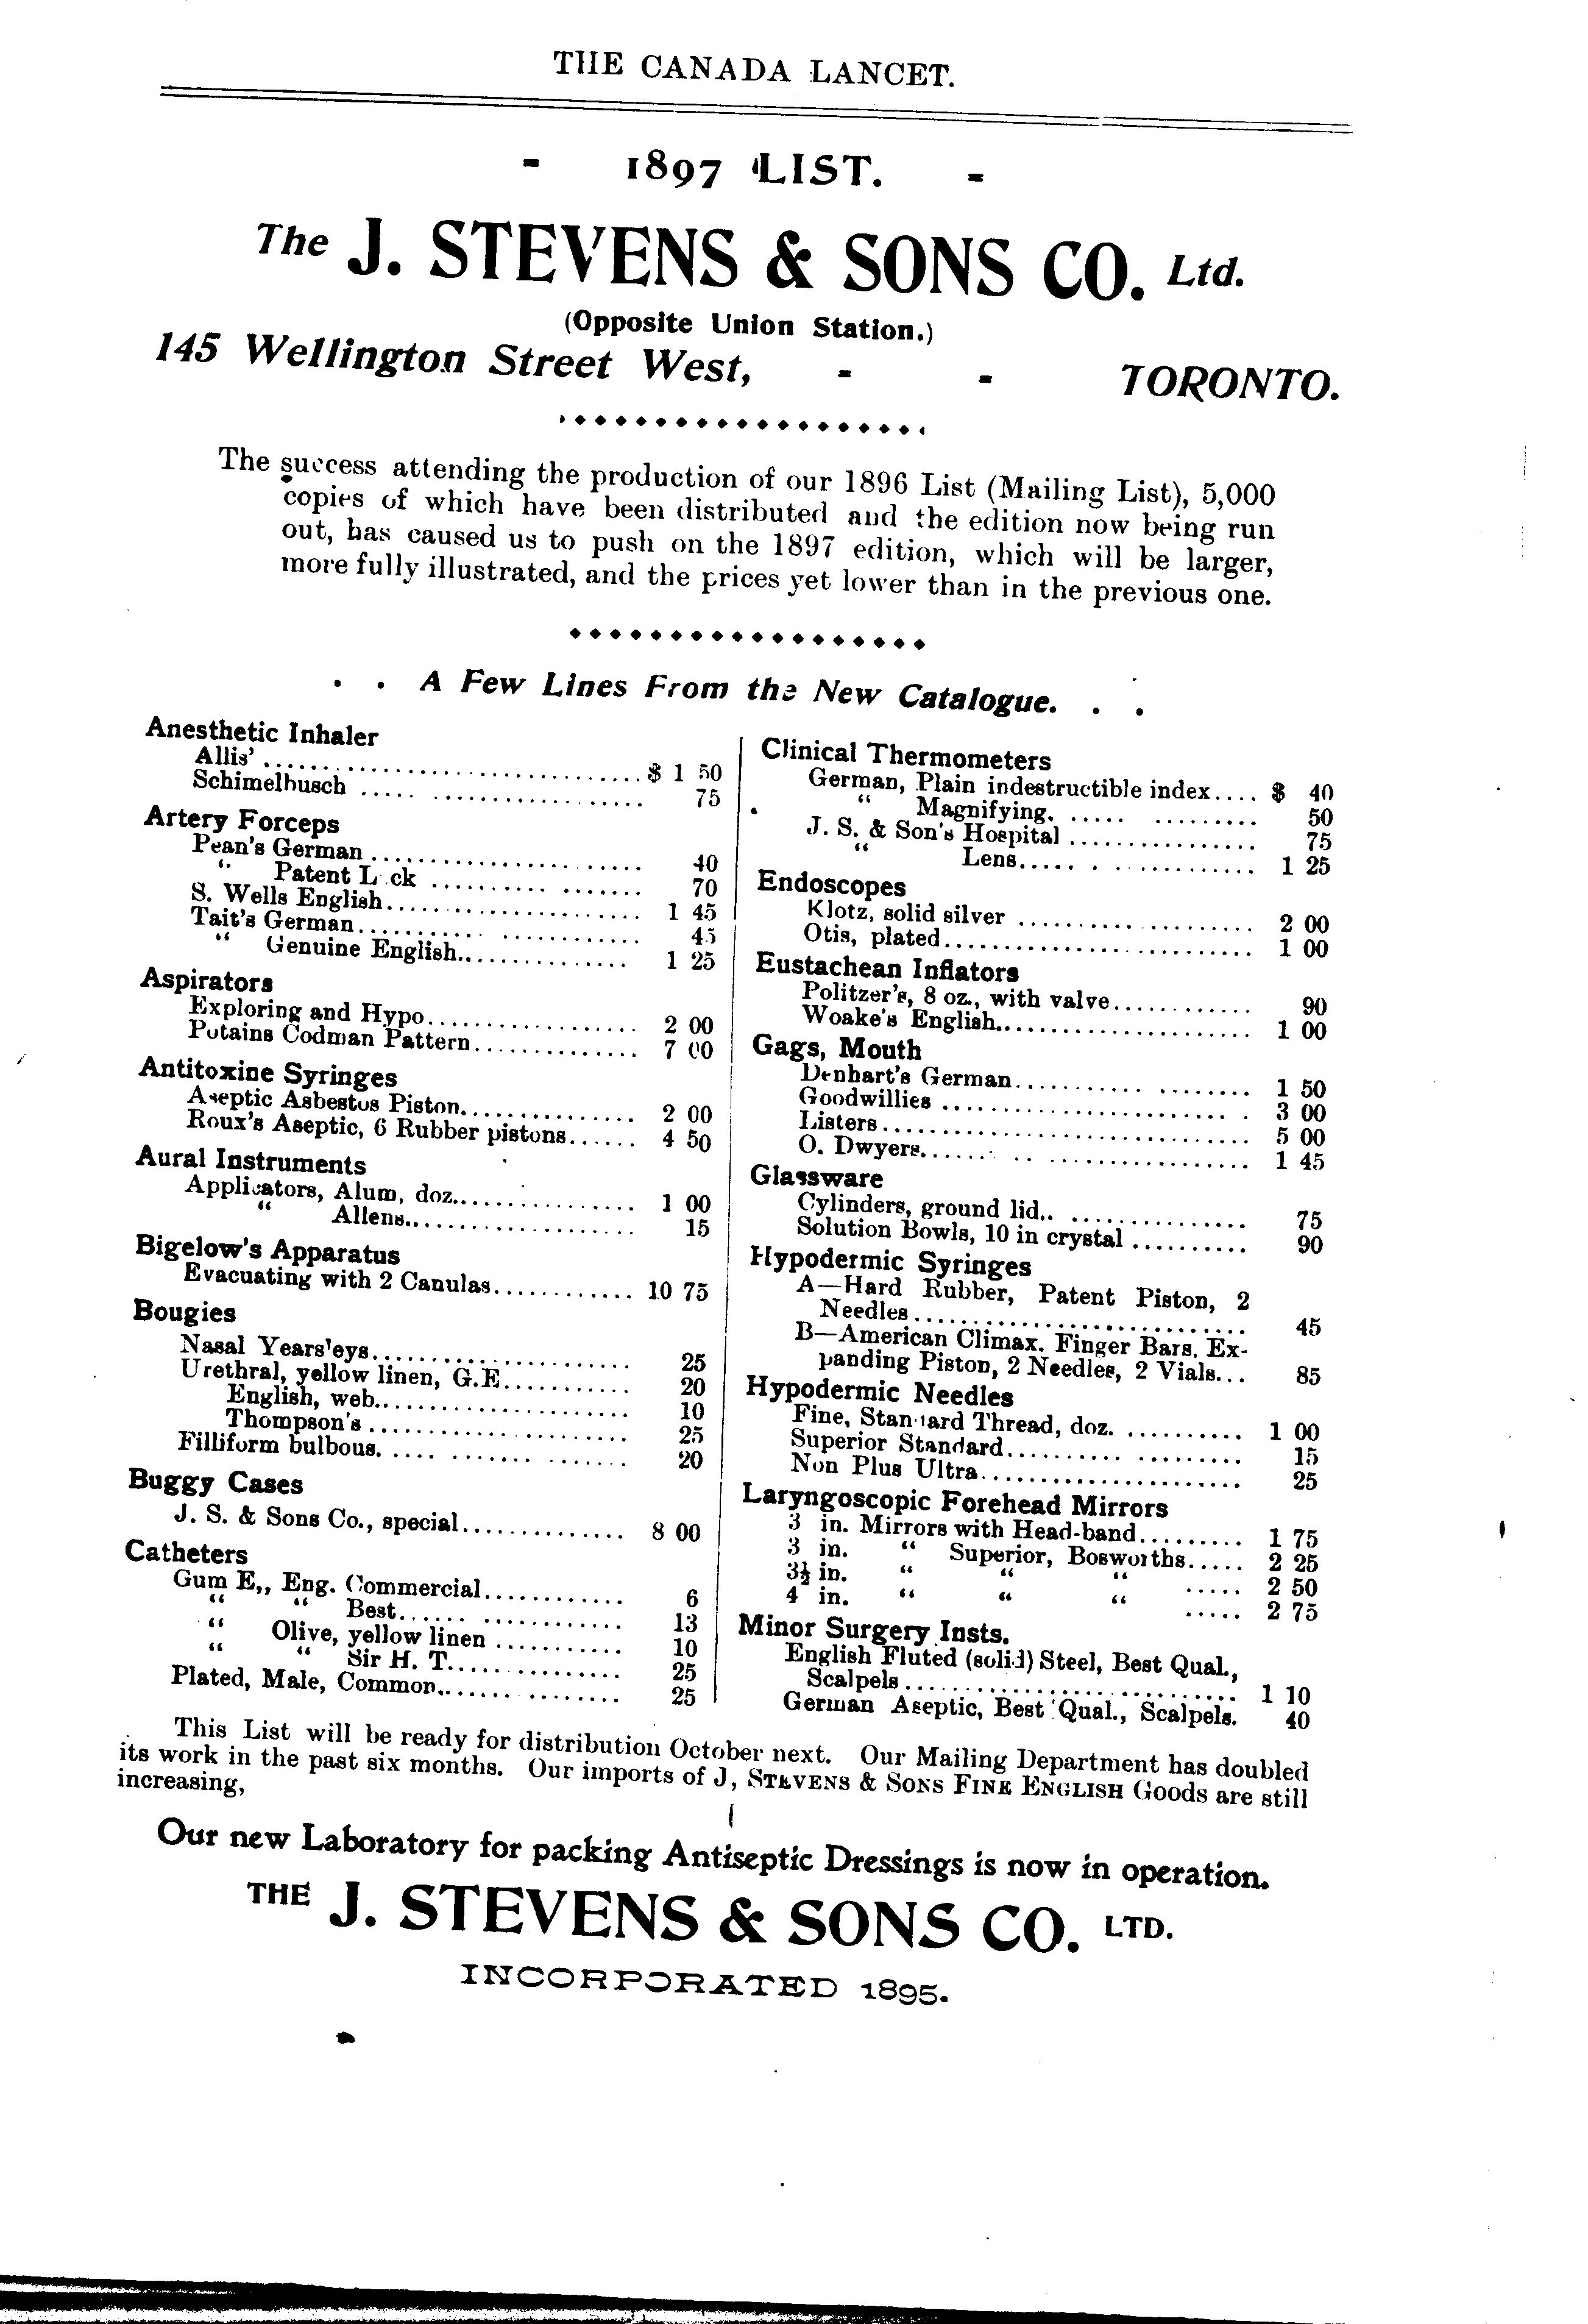 THE CANADA LANCET.
- 1897 LIST. -
The J. STEVENS & SONS CO. Ltd.
(Opposite Union Station.)
145 Wellington Street West, - - TORONTO.
The success attending the production of our 1896 List (Mailing List), 5,000
copies of which have been distributed and the edition now being run
out, has caused us to push on the 1897 edition, which will be larger,
more fully illustrated, and the prices yet lower than in the previous one.
. . A Few Lines From the New Catalogue. . .
Anesthetic Inhaler
Allis' .......... $ 1 50
Schimelbusch .......... 75
Artery Forceps
Pean's German .......... 40
" Patent Lock .......... 70
S. Wells English .......... 1 45
Tait's German .......... 45
" Genuine English .......... 1 25
Aspirators
Exploring and Hypo .......... 2 00
Potains Codman Pattern .......... 7 00
Antitoxine Syringes
Aseptic Asbestos Piston .......... 2 00
Roux's Aseptic, 6 Rubber pistons ...... 4 50
Aural Instruments
Applicators, Alum, doz. .......... 1 00
" Allens .......... 15
Bigelow's Apparatus
Evacuating with 2 Canulas .......... 10 75
Bougies
Nasal Years'eys .......... 25
Urethral, yellow linen, G.E .......... 20
English, web .......... 10
Thompson's .......... 25
Filliform bulbous. .......... 20
Buggy Cases
J. S. & Sons Co., special .......... 8 00
Catheters
Gum E,, Eng. Commercial .......... 6
" " Best .......... 13
" Olive, yellow linen .......... 10
" " Sir H. T. .......... 25
Plated, Male, Common .......... 25
Clinical Thermometers
German, Plain indestructible index .... $ 40
" Magnifying. .......... 50
J. S. & Son's Hospital .......... 75
" Lens .......... 1 25
Endoscopes
Klotz, solid silver .......... 2 00
Otis, plated .......... 1 00
Eustachean Inflators
Politzer's, 8 oz., with valve .......... 90
Woake's English .......... 1 00
Gags, Mouth
Denhart's German .......... 1 50
Goodwillies .......... 3 00
Listers .......... 5 00
O. Dwyers .......... 1 45
Glassware
Cylinders, ground lid. .......... 75
Solution Bowls, 10 in crystal .......... 90
Hypodermic Syringes
A—Hard Rubber, Patent Piston, 2
Needles .......... 45
B—American Climax. Finger Bars, Ex-
panding Piston, 2 Needles, 2 Vials ... 85
Hypodermic Needles
Fine, Standard Thread, doz. .......... 1 00
Superior Standard .......... 15
Non Plus Ultra .......... 25
Laryngoscopic Forehead Mirrors
3 in. Mirrors with Head-band .......... 1 75
3 in. " Superior, Bosworths ..... 2 25
3½ in. " " " ..... 2 50
4 in. " " " ..... 2 75
Minor Surgery Insts.
English Fluted (solid) Steel, Best Qual.,
Scalpels .......... 1 10
German Aseptic, Best Qual., Scalpels. 40
This List will be ready for distribution October next. Our Mailing Department has doubled
its work in the past six months. Our imports of J, STEVENS & SONS FINE ENGLISH Goods are still
increasing,
Our new Laboratory for packing Antiseptic Dressings is now in operation.
THE J. STEVENS & SONS CO. LTD.
INCORPORATED 1895.